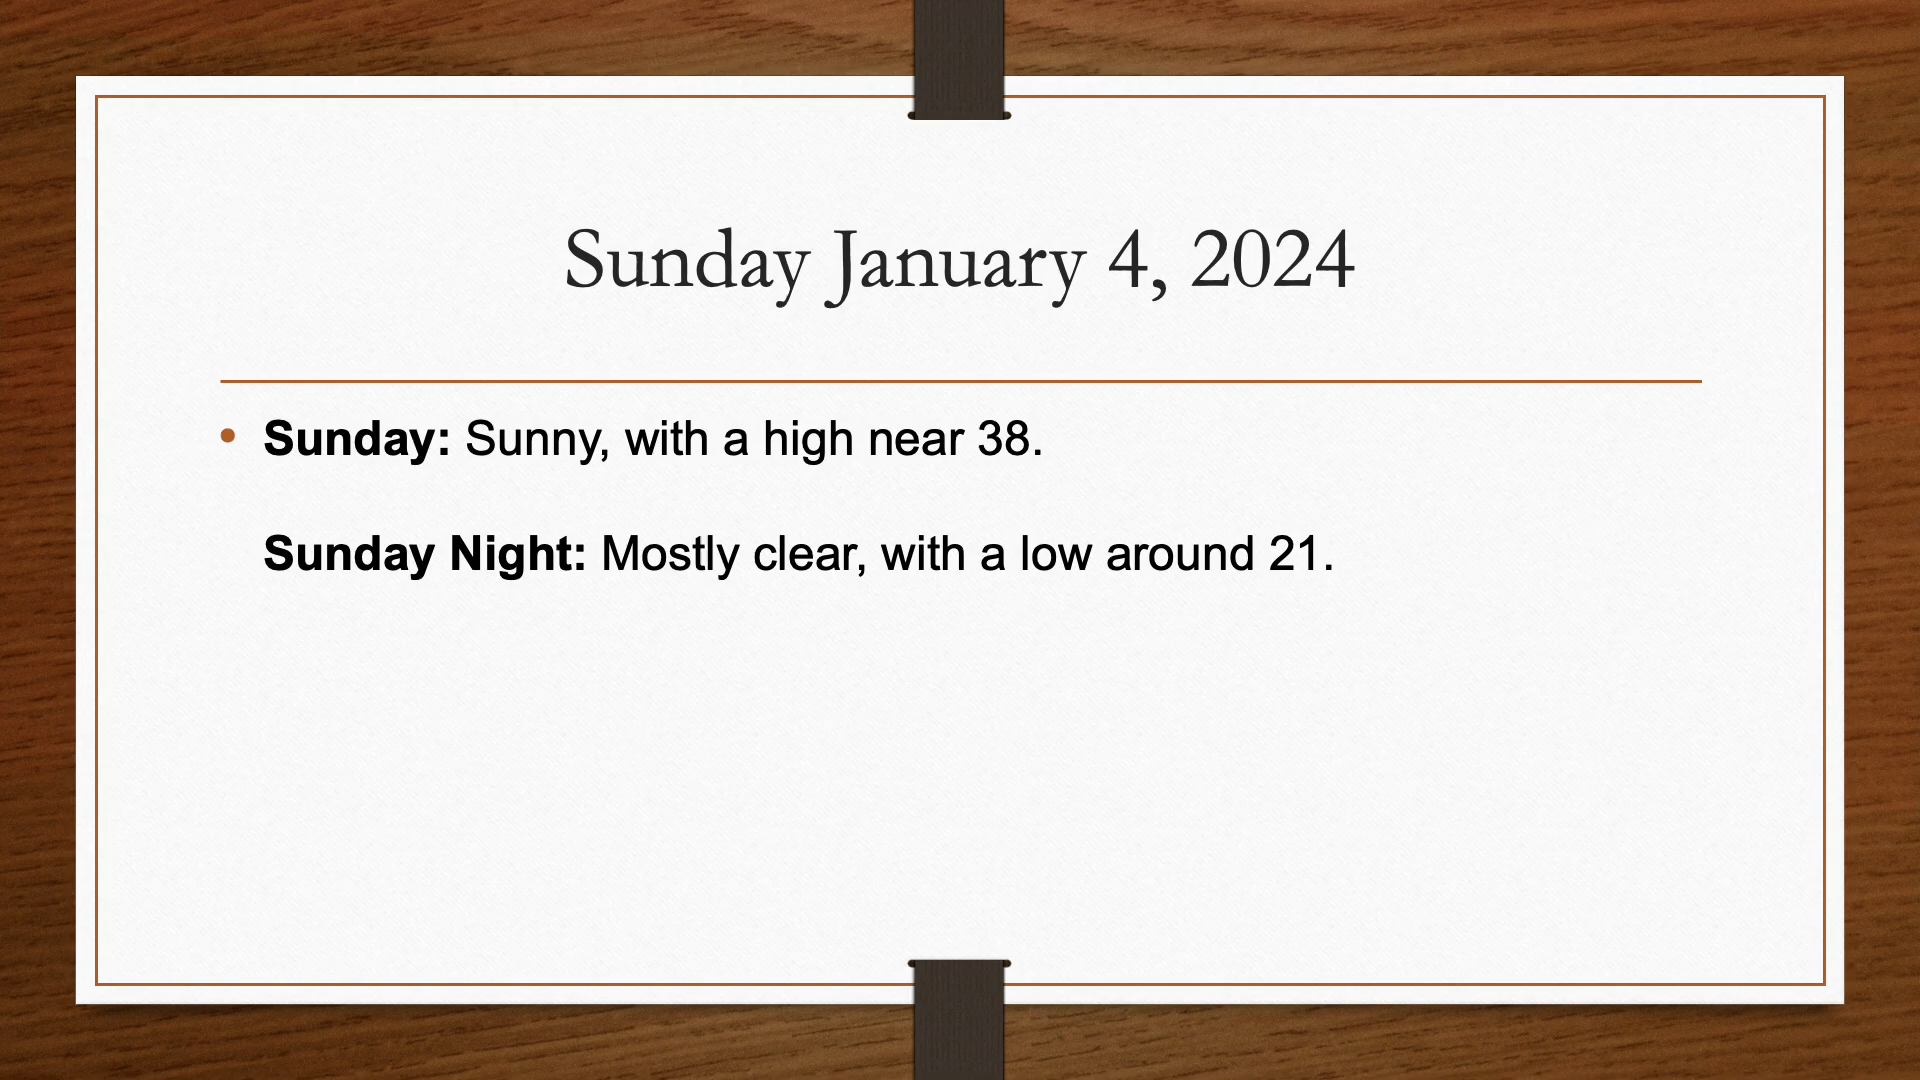 Sunday January 4, 2024
• Sunday: Sunny, with a high near 38.
Sunday Night: Mostly clear, with a low around 21.